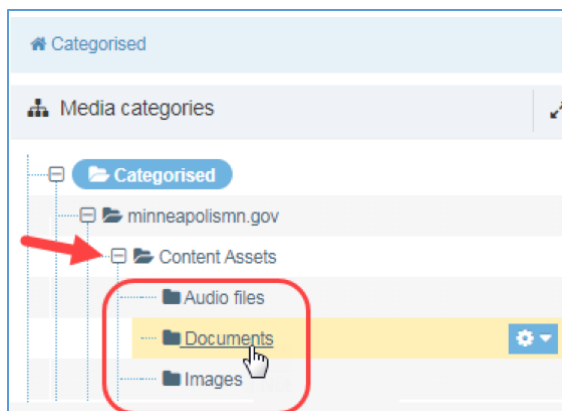 Categorised
Media categories
Categorised
minneapolismn.gov
Content Assets
Audio files
Documents
Images